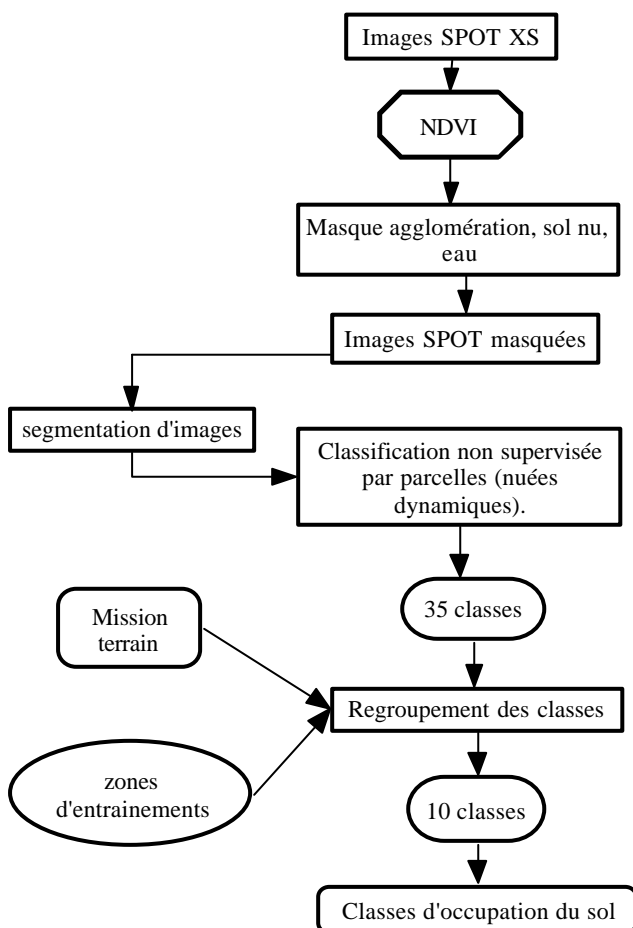 Images SPOT XS
NDVI
Masque agglomération, sol nu,
eau
Images SPOT masquées
segmentation d'images
Classification non supervisée
par parcelles (nuées
dynamiques).
35 classes
Mission
terrain
Regroupement des classes
zones
d'entrainements
10 classes
Classes d'occupation du sol